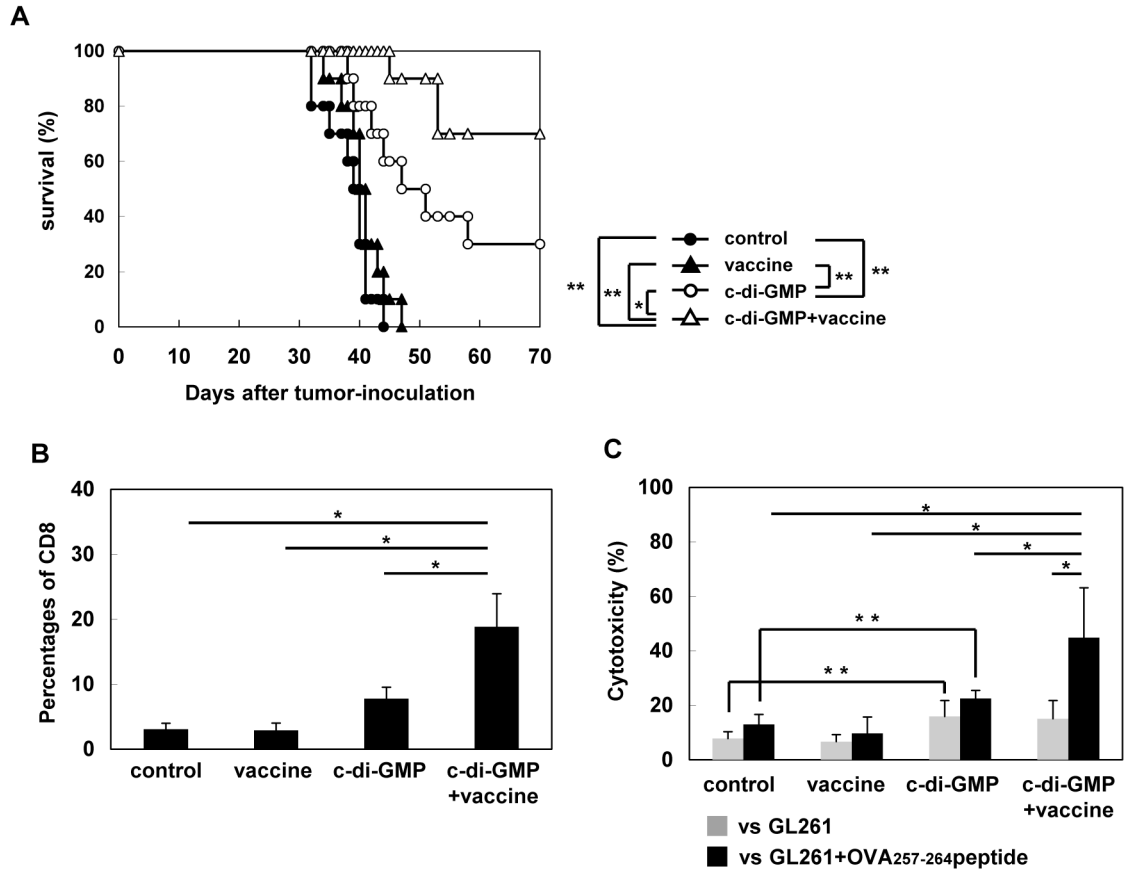 A
100
80
60
40
20
0
survival (%)
0 10 20 30 40 50 60 70
Days after tumor-inoculation
control
vaccine
c-di-GMP
c-di-GMP+vaccine
**
**
*
**
**
B
40
30
20
10
0
Percentages of CD8
*
*
*
control vaccine c-di-GMP c-di-GMP
+vaccine
C
100
80
60
40
20
0
Cytotoxicity (%)
*
*
*
*
* *
* *
control vaccine c-di-GMP c-di-GMP
+vaccine
vs GL261
vs GL261+OVA257-264peptide